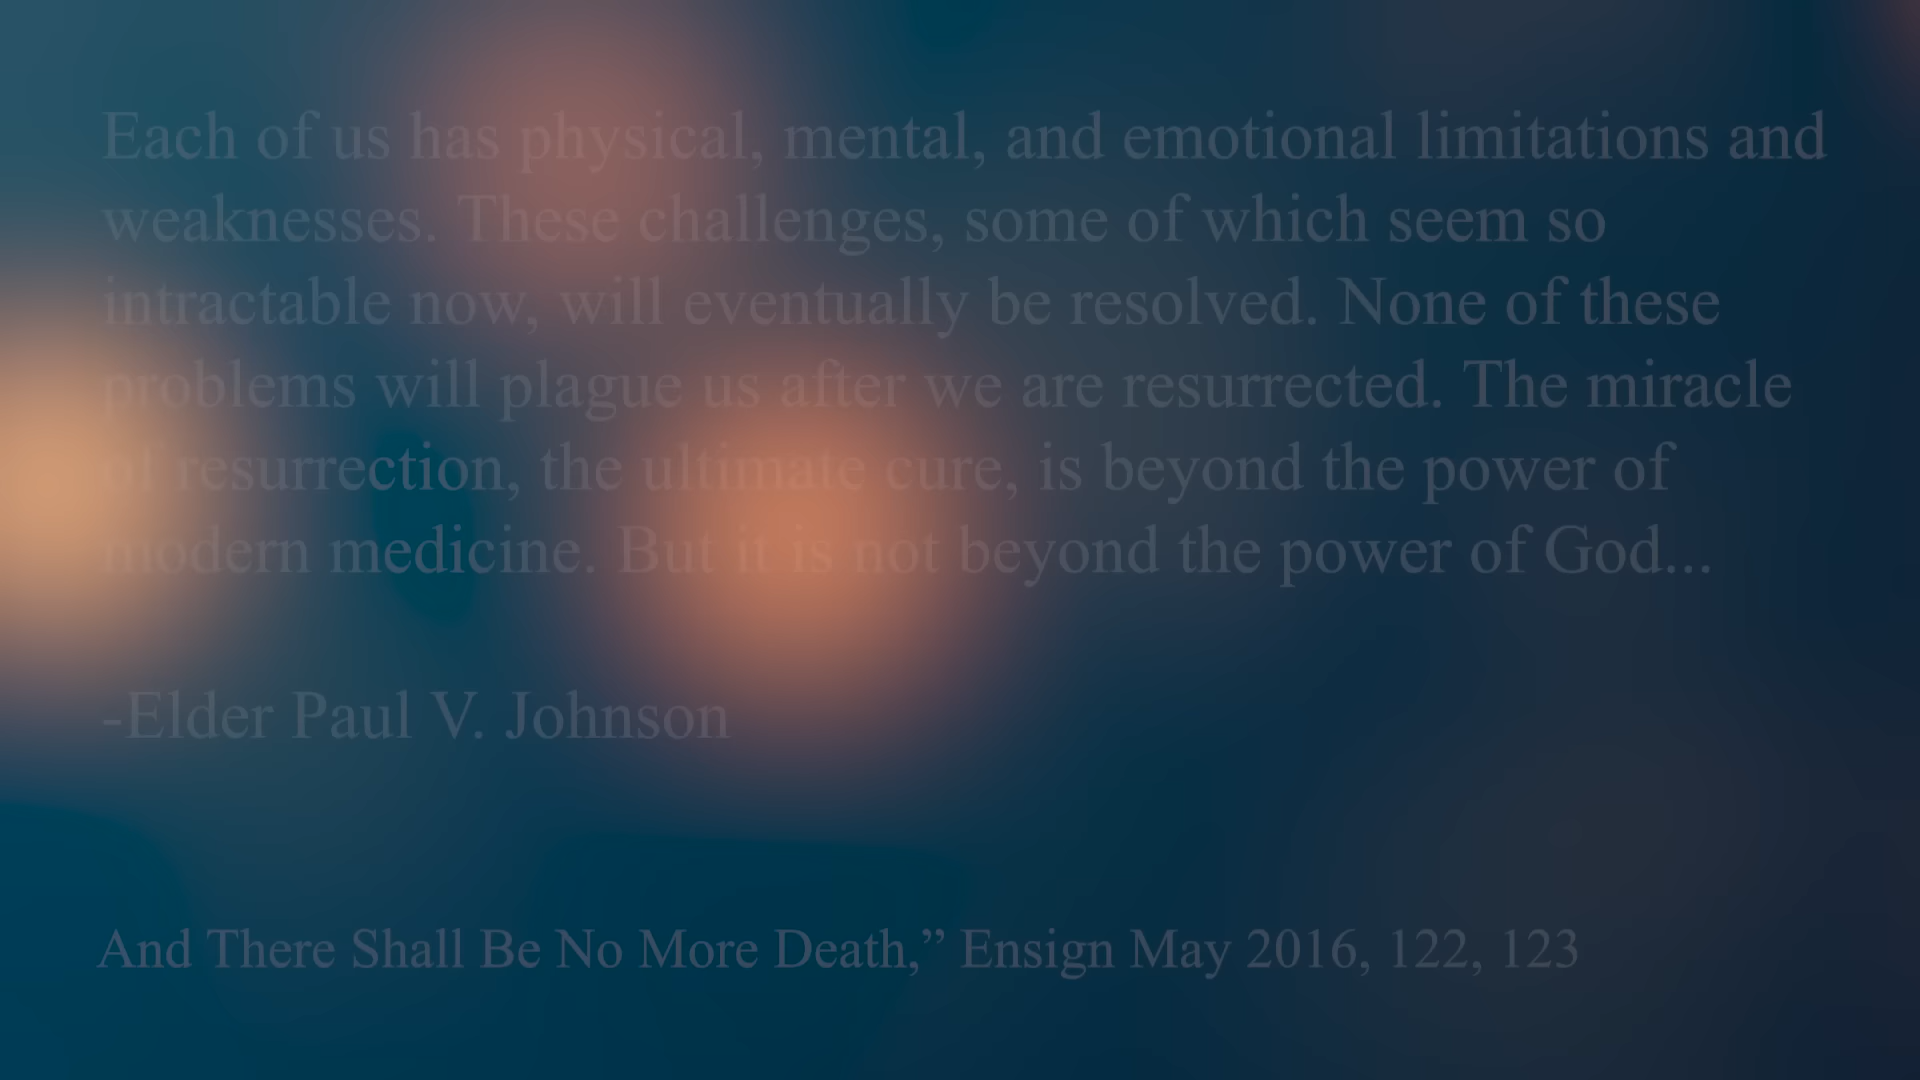 Each of us has physical, mental, and emotional limitations and
weaknesses. These challenges, some of which seem so
intractable now, will eventually be resolved. None of these
problems will plague us after we are resurrected. The miracle
of resurrection, the ultimate cure, is beyond the power of
modern medicine. But it is not beyond the power of God...
-Elder Paul V. Johnson
And There Shall Be No More Death,” Ensign May 2016, 122, 123